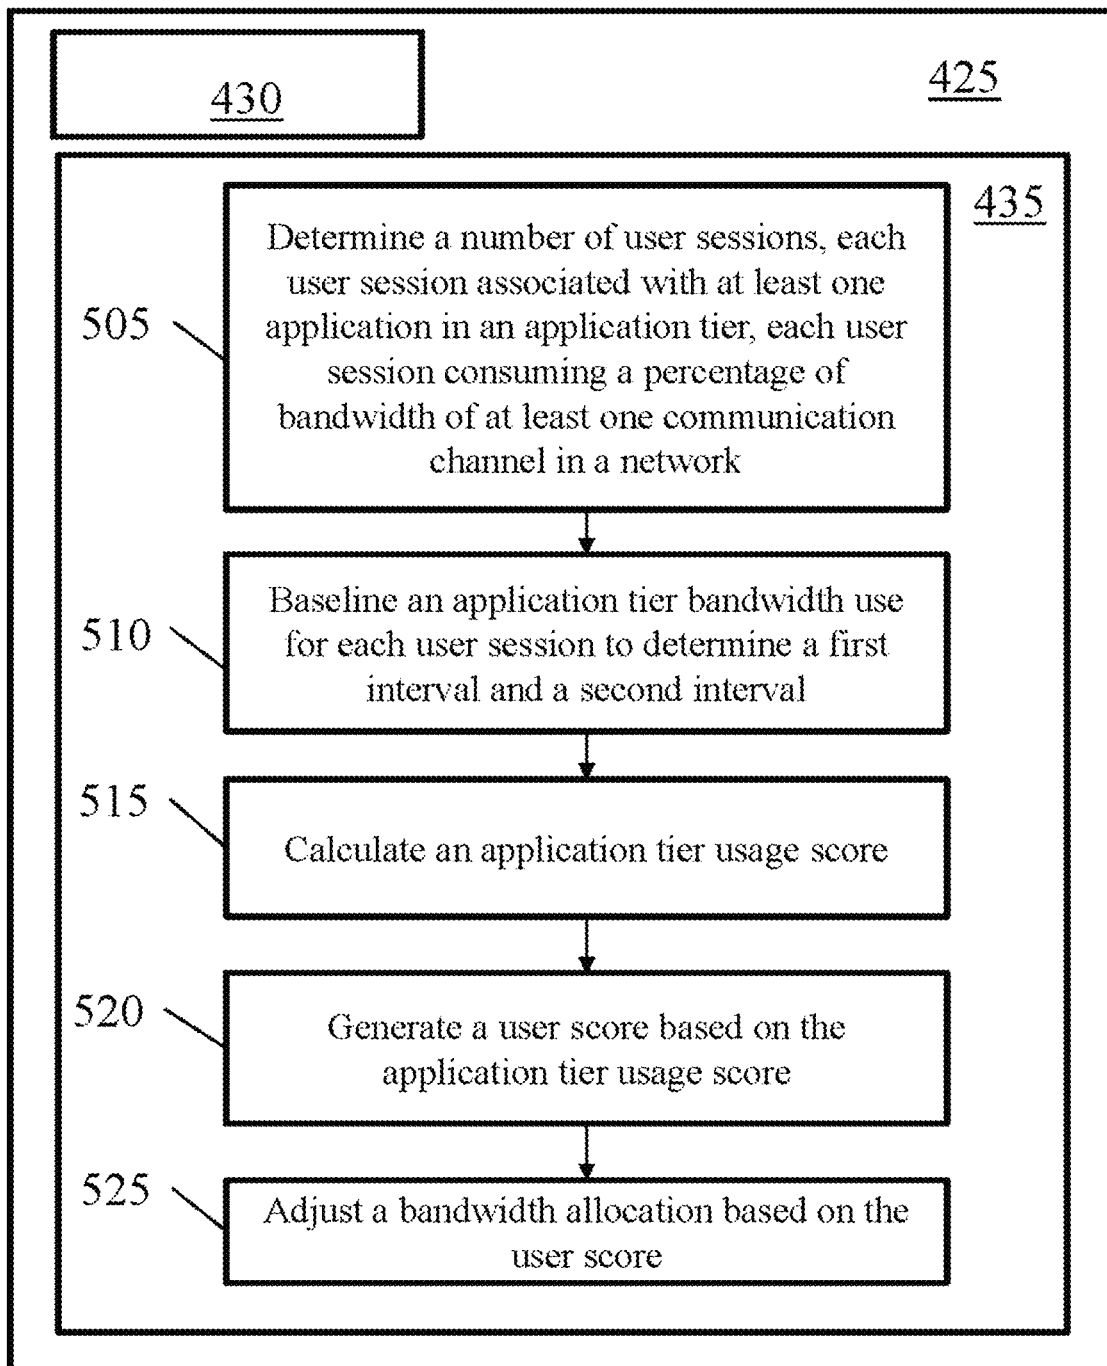 430
425
435
505
Determine a number of user sessions, each
user session associated with at least one
application in an application tier, each user
session consuming a percentage of
bandwidth of at least one communication
channel in a network
510
Baseline an application tier bandwidth use
for each user session to determine a first
interval and a second interval
515
Calculate an application tier usage score
520
Generate a user score based on the
application tier usage score
525
Adjust a bandwidth allocation based on the
user score